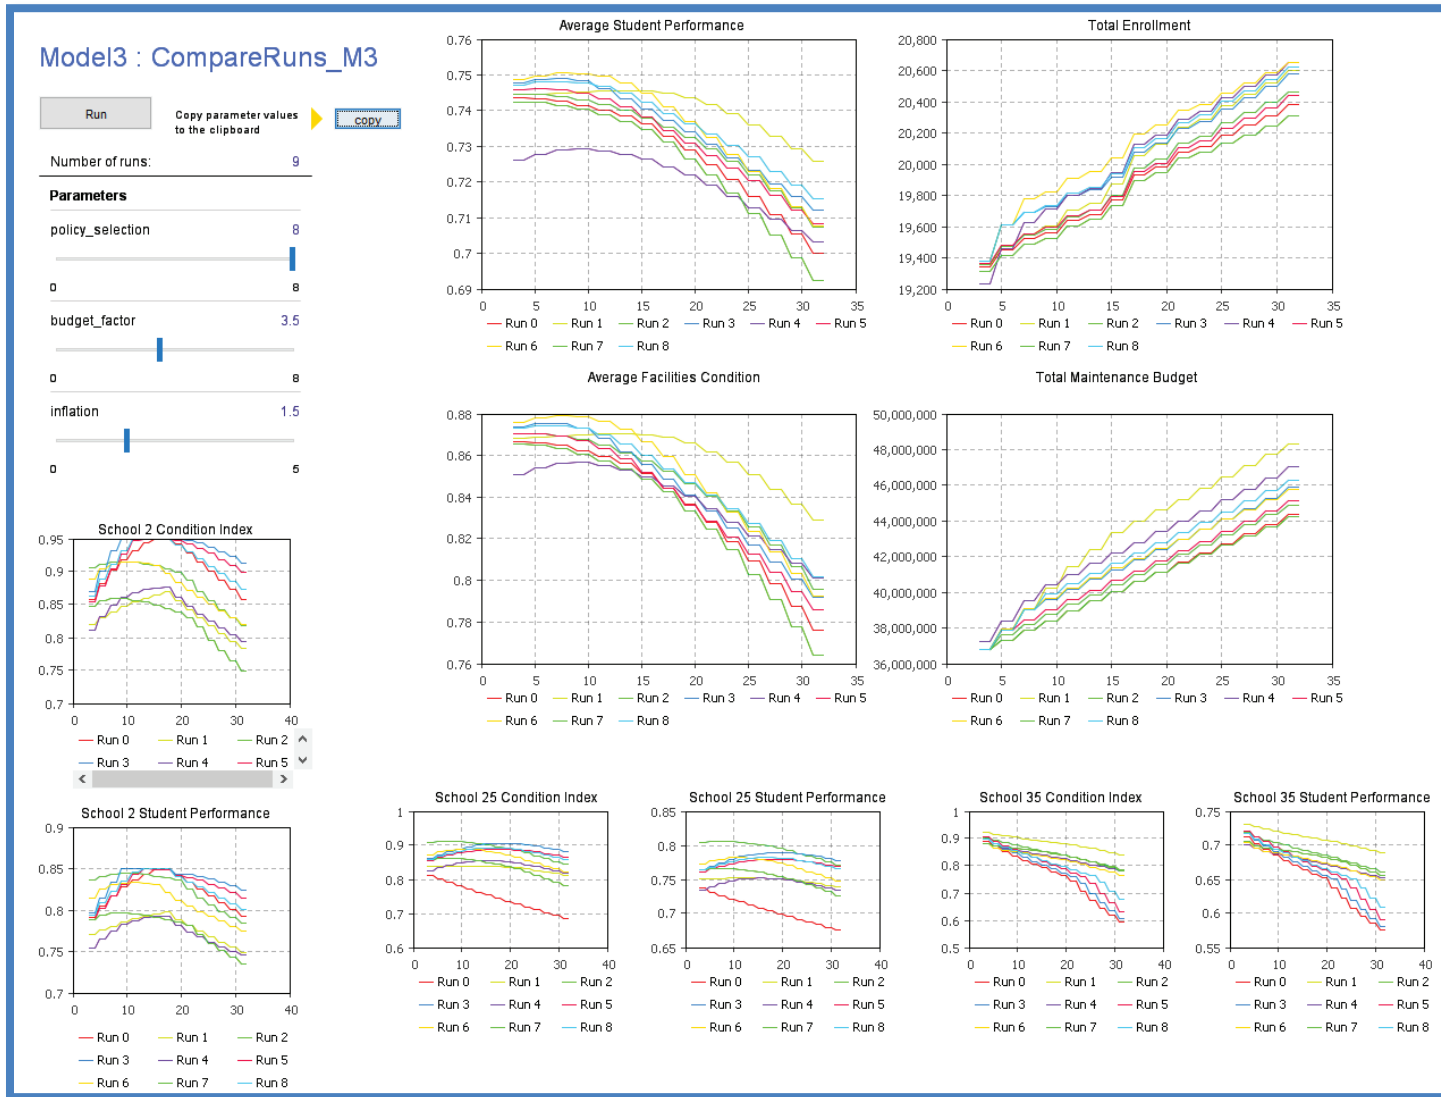 Model3 : CompareRuns_M3
Run
Copy parameter values
to the clipboard
copy
Number of runs: 9
Parameters
policy_selection 8
0 8
budget_factor 3.5
0 8
inflation 1.5
0 5
Average Student Performance
0.76
0.75
0.74
0.73
0.72
0.71
0.7
0.69
0 5 10 15 20 25 30 35
Run 0 Run 1 Run 2 Run 3 Run 4 Run 5
Run 6 Run 7 Run 8
Total Enrollment
20,800
20,600
20,400
20,200
20,000
19,800
19,600
19,400
19,200
0 5 10 15 20 25 30 35
Run 0 Run 1 Run 2 Run 3 Run 4 Run 5
Run 6 Run 7 Run 8
Average Facilities Condition
0.88
0.86
0.84
0.82
0.8
0.78
0.76
0 5 10 15 20 25 30 35
Run 0 Run 1 Run 2 Run 3 Run 4 Run 5
Run 6 Run 7 Run 8
Total Maintenance Budget
50,000,000
48,000,000
46,000,000
44,000,000
42,000,000
40,000,000
38,000,000
36,000,000
0 5 10 15 20 25 30 35
Run 0 Run 1 Run 2 Run 3 Run 4 Run 5
Run 6 Run 7 Run 8
School 2 Condition Index
0.95
0.9
0.85
0.8
0.75
0.7
0 10 20 30 40
Run 0 Run 1 Run 2
Run 3 Run 4 Run 5
School 2 Student Performance
0.9
0.85
0.8
0.75
0.7
0 10 20 30 40
Run 0 Run 1 Run 2
Run 3 Run 4 Run 5
Run 6 Run 7 Run 8
School 25 Condition Index
1
0.9
0.8
0.7
0.6
0 10 20 30 40
Run 0 Run 1 Run 2
Run 3 Run 4 Run 5
Run 6 Run 7 Run 8
School 25 Student Performance
0.85
0.8
0.75
0.7
0.65
0 10 20 30 40
Run 0 Run 1 Run 2
Run 3 Run 4 Run 5
Run 6 Run 7 Run 8
School 35 Condition Index
1
0.9
0.8
0.7
0.6
0.5
0 10 20 30 40
Run 0 Run 1 Run 2
Run 3 Run 4 Run 5
Run 6 Run 7 Run 8
School 35 Student Performance
0.75
0.7
0.65
0.6
0.55
0 10 20 30 40
Run 0 Run 1 Run 2
Run 3 Run 4 Run 5
Run 6 Run 7 Run 8